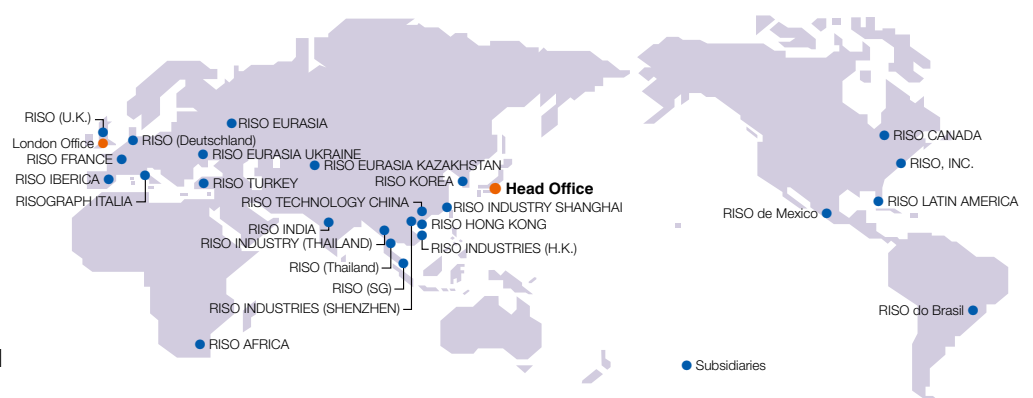 RISO (U.K.)
London Office
RISO FRANCE
RISO IBERICA
RISOGRAPH ITALIA
RISO (Deutschland)
RISO EURASIA
RISO EURASIA UKRAINE
RISO EURASIA KAZAKHSTAN
RISO TURKEY
RISO KOREA
Head Office
RISO TECHNOLOGY CHINA
RISO INDUSTRY SHANGHAI
RISO INDIA
RISO HONG KONG
RISO INDUSTRY (THAILAND)
RISO INDUSTRIES (H.K.)
RISO (Thailand)
RISO (SG)
RISO INDUSTRIES (SHENZHEN)
RISO AFRICA
RISO CANADA
RISO, INC.
RISO LATIN AMERICA
RISO de Mexico
RISO do Brasil
Subsidiaries